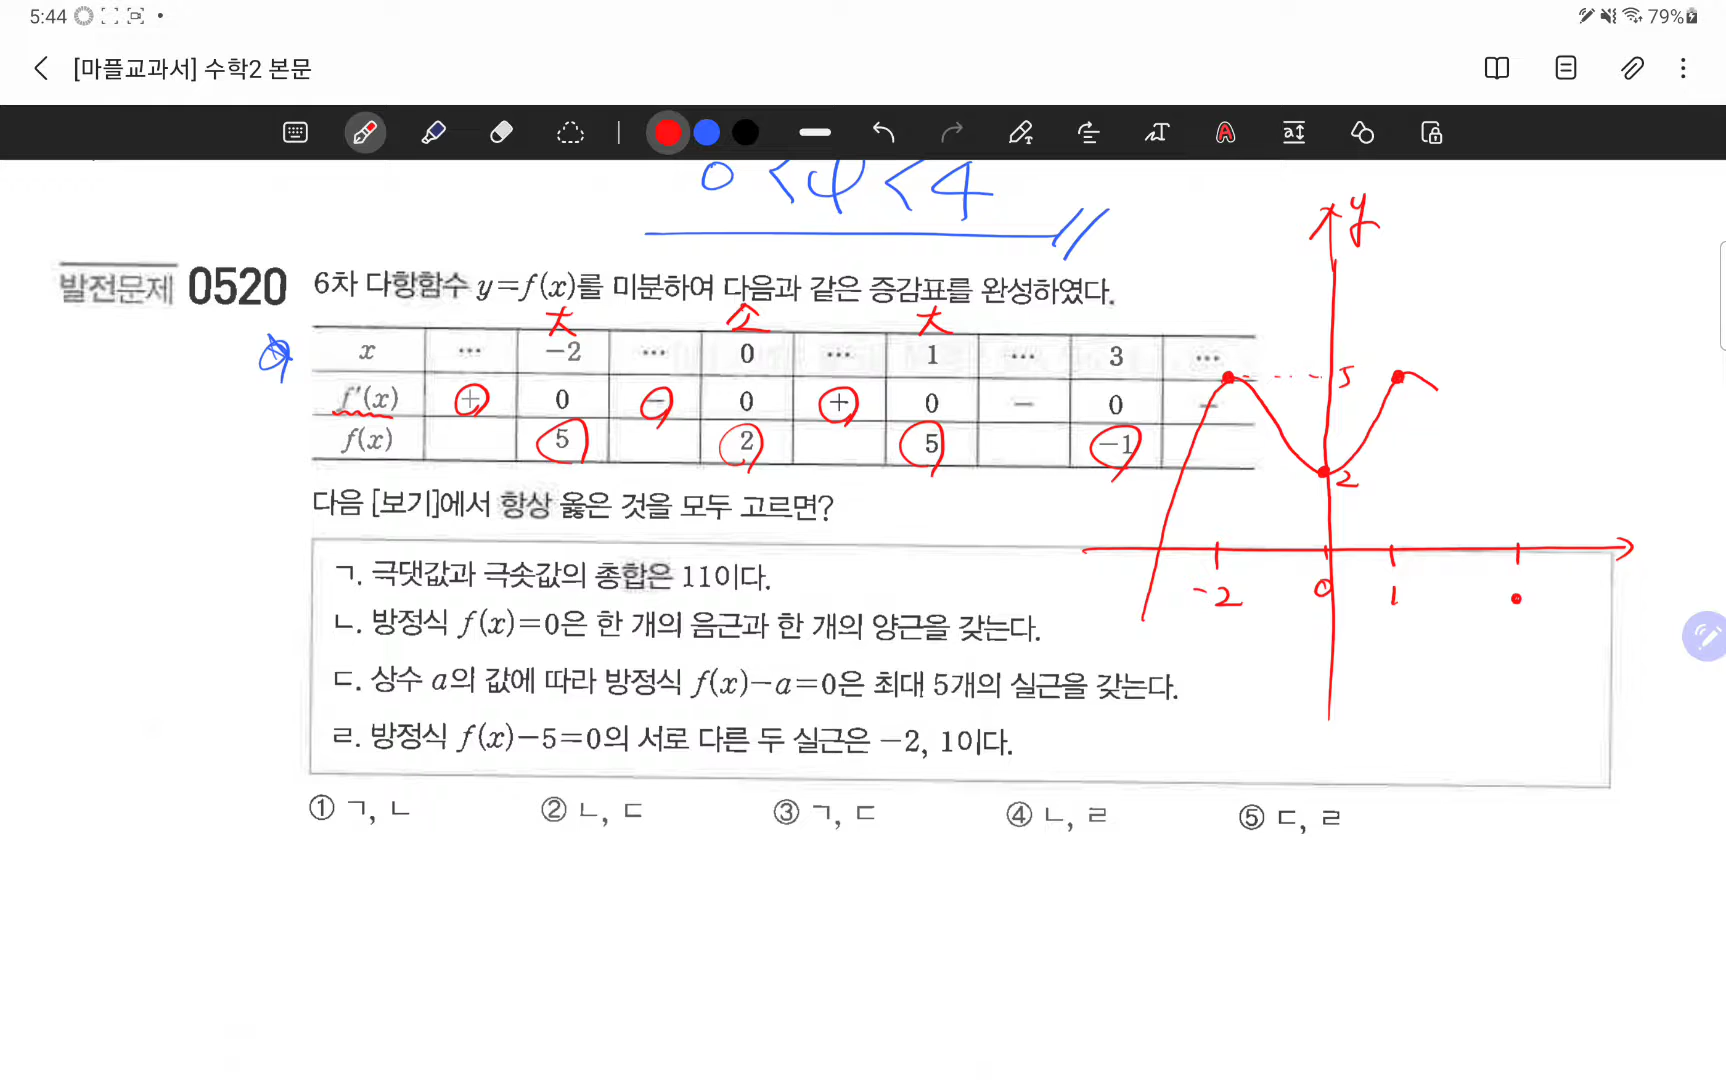 5:44
79%
[마플교과서] 수학2 본문
0 < a < 4
발전문제 0520 6차 다항함수 y=f(x)를 미분하여 다음과 같은 증감표를 완성하였다.
大 소 大
x ··· −2 ··· 0 ··· 1 ··· 3 ···
f′(x) + 0 − 0 + 0 − 0 −
f(x) 5 2 5 −1
다음 [보기]에서 항상 옳은 것을 모두 고르면?
ㄱ. 극댓값과 극솟값의 총합은 11이다.
ㄴ. 방정식 f(x)=0은 한 개의 음근과 한 개의 양근을 갖는다.
ㄷ. 상수 a의 값에 따라 방정식 f(x)−a=0은 최대 5개의 실근을 갖는다.
ㄹ. 방정식 f(x)−5=0의 서로 다른 두 실근은 −2, 1이다.
① ㄱ, ㄴ ② ㄴ, ㄷ ③ ㄱ, ㄷ ④ ㄴ, ㄹ ⑤ ㄷ, ㄹ
y
5
2
-2 0 1